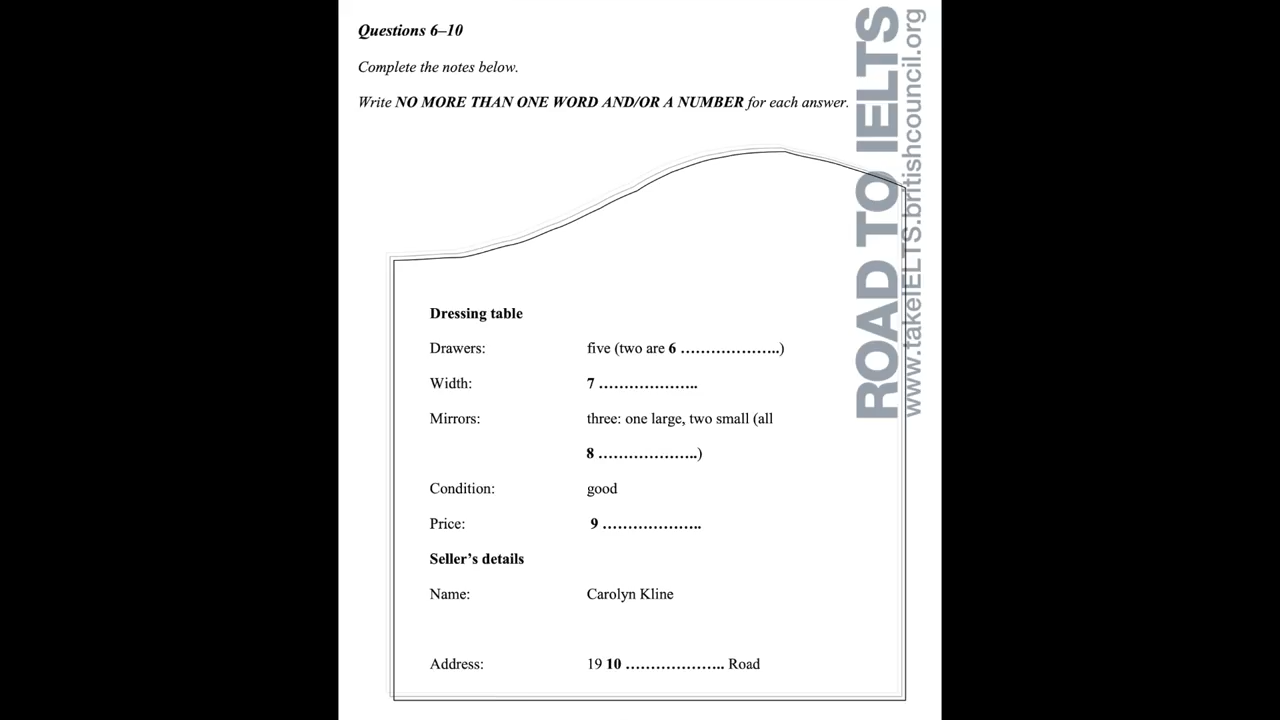 Questions 6–10
Complete the notes below.
Write NO MORE THAN ONE WORD AND/OR A NUMBER for each answer.
Dressing table
Drawers: five (two are 6 ………………..)
Width: 7 ………………..
Mirrors: three: one large, two small (all
8 ………………..)
Condition: good
Price: 9 ………………..
Seller’s details
Name: Carolyn Kline
Address: 19 10 ……………….. Road
ROAD TO IELTS
www.takeIELTS.britishcouncil.org